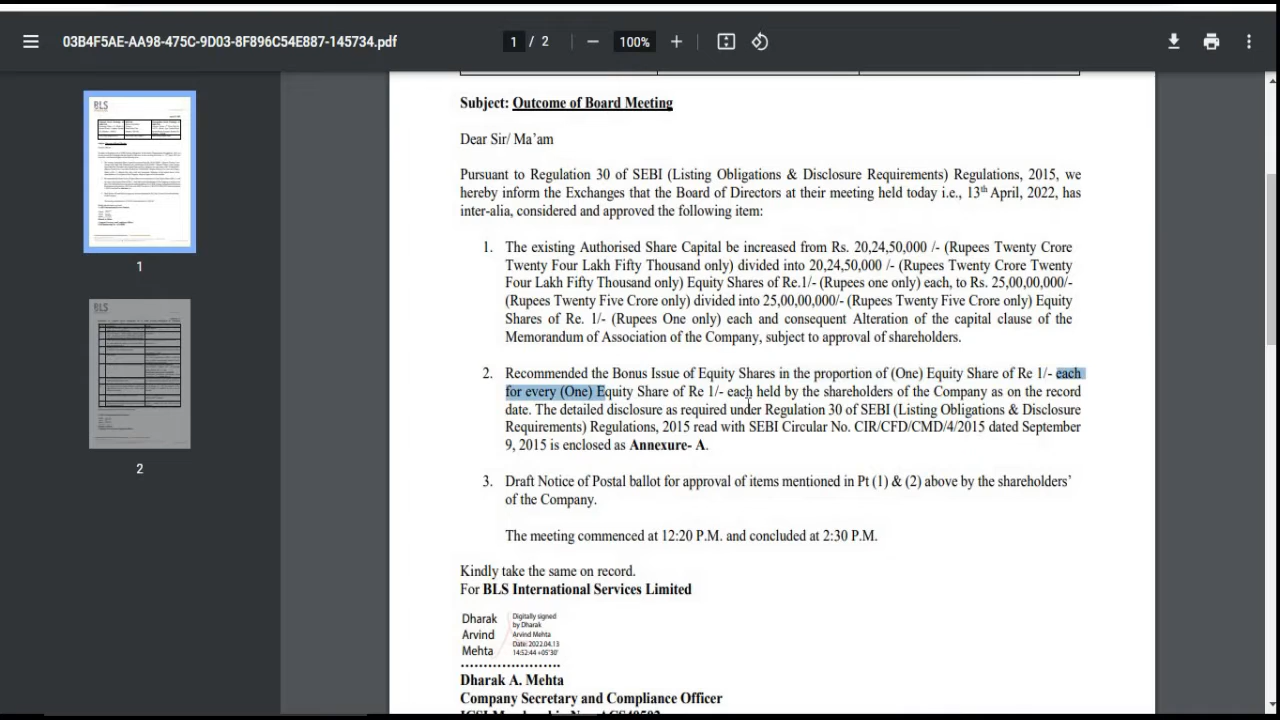 03B4F5AE-AA98-475C-9D03-8F896C54E887-145734.pdf
1 / 2
100%
BLS
1
2
Subject: Outcome of Board Meeting
Dear Sir/ Ma'am
Pursuant to Regulation 30 of SEBI (Listing Obligations & Disclosure Requirements) Regulations, 2015, we
hereby inform the Exchanges that the Board of Directors at their meeting held today i.e., 13th April, 2022, has
inter-alia, considered and approved the following item:
1. The existing Authorised Share Capital be increased from Rs. 20,24,50,000 /- (Rupees Twenty Crore
Twenty Four Lakh Fifty Thousand only) divided into 20,24,50,000 /- (Rupees Twenty Crore Twenty
Four Lakh Fifty Thousand only) Equity Shares of Re.1/- (Rupees one only) each, to Rs. 25,00,00,000/-
(Rupees Twenty Five Crore only) divided into 25,00,00,000/- (Rupees Twenty Five Crore only) Equity
Shares of Re. 1/- (Rupees One only) each and consequent Alteration of the capital clause of the
Memorandum of Association of the Company, subject to approval of shareholders.
2. Recommended the Bonus Issue of Equity Shares in the proportion of (One) Equity Share of Re 1/- each
for every (One) Equity Share of Re 1/- each held by the shareholders of the Company as on the record
date. The detailed disclosure as required under Regulation 30 of SEBI (Listing Obligations & Disclosure
Requirements) Regulations, 2015 read with SEBI Circular No. CIR/CFD/CMD/4/2015 dated September
9, 2015 is enclosed as Annexure- A.
3. Draft Notice of Postal ballot for approval of items mentioned in Pt (1) & (2) above by the shareholders'
of the Company.
The meeting commenced at 12:20 P.M. and concluded at 2:30 P.M.
Kindly take the same on record.
For BLS International Services Limited
Dharak
Arvind
Mehta
Digitally signed
by Dharak
Arvind Mehta
Date: 2022.04.13
14:52:44 +05'30'
Dharak A. Mehta
Company Secretary and Compliance Officer